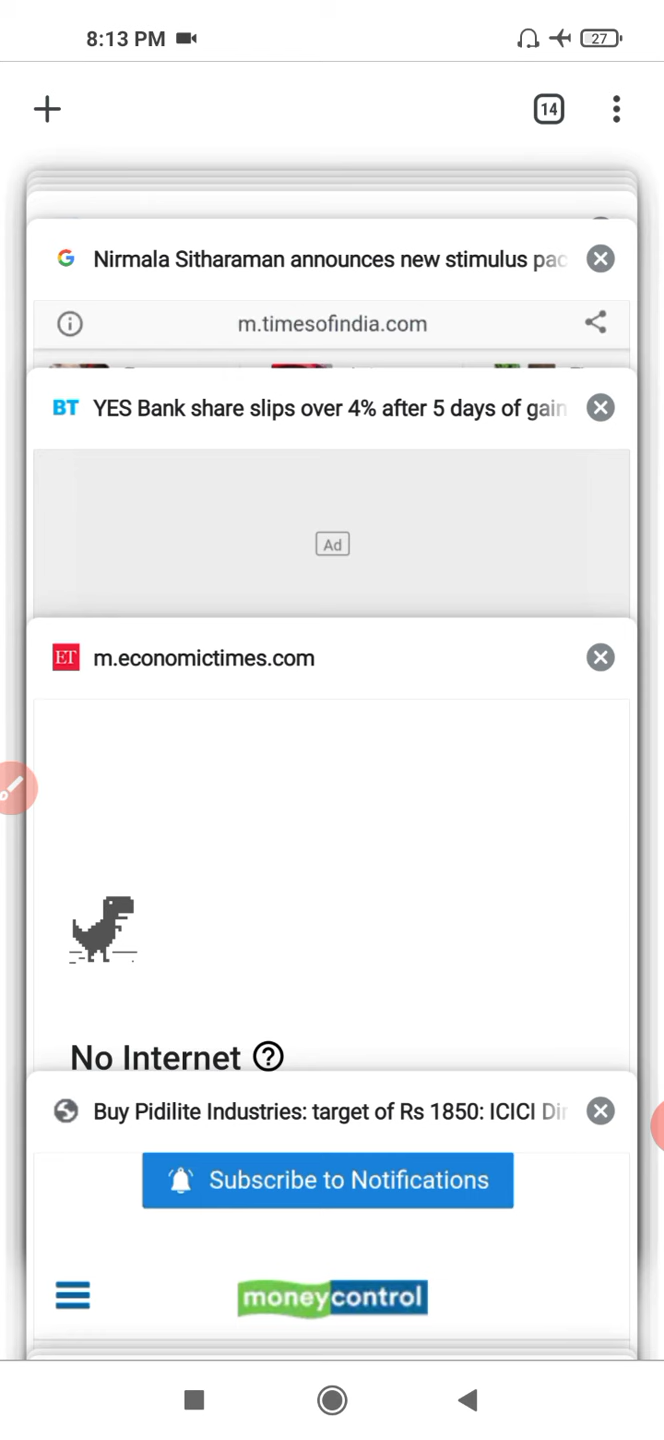 8:13 PM
27
14
Nirmala Sitharaman announces new stimulus pac
m.timesofindia.com
BT YES Bank share slips over 4% after 5 days of gain
Ad
ET m.economictimes.com
No Internet
Buy Pidilite Industries: target of Rs 1850: ICICI Dir
Subscribe to Notifications
moneycontrol